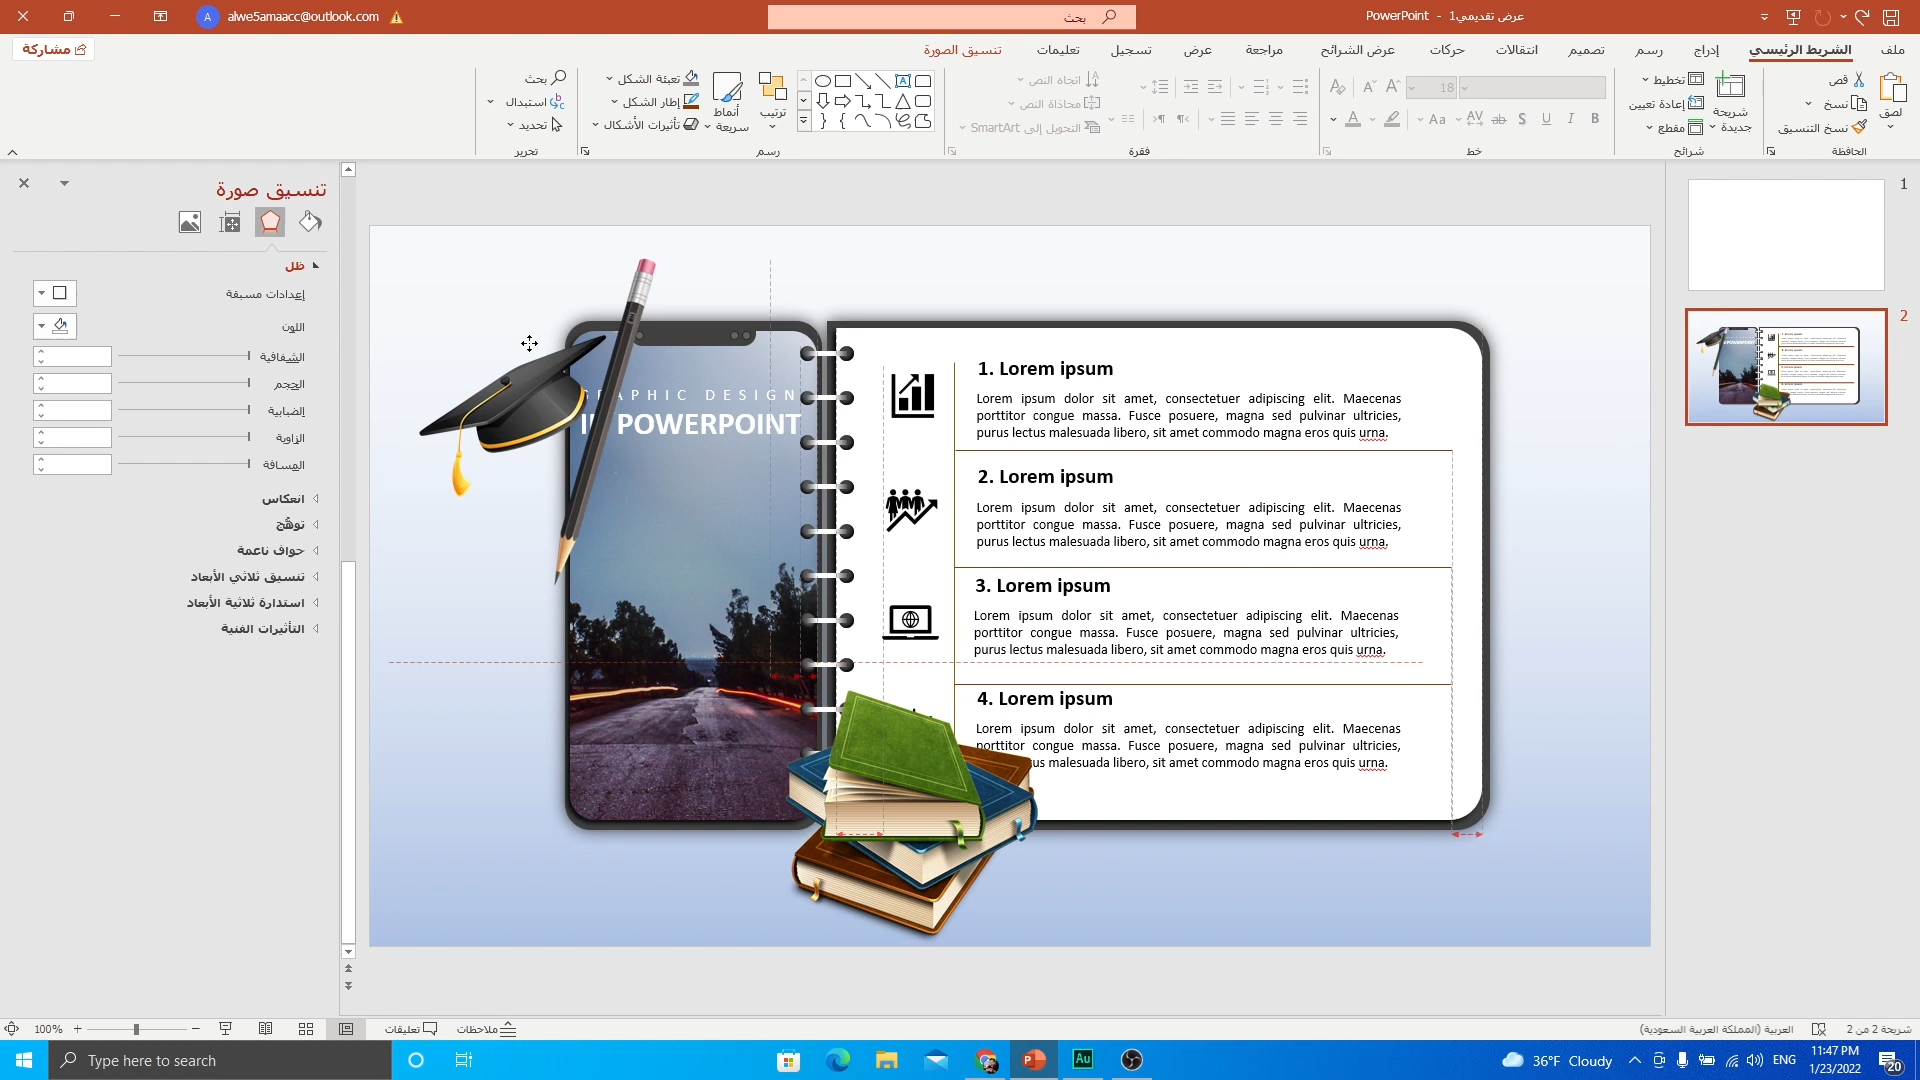 alwe5amaacc@outlook.com
بحث
عرض تقديمي1 - PowerPoint
ملف
الشريط الرئيسي
إدراج
رسم
تصميم
انتقالات
حركات
عرض الشرائح
مراجعة
عرض
تسجيل
تعليمات
تنسيق الصورة
مشاركة
لصق
قص
نسخ
نسخ التنسيق
الحافظة
شريحة
جديدة
تخطيط
إعادة تعيين
مقطع
شرائح
18
خط
اتجاه النص
محاذاة النص
التحويل إلى SmartArt
فقرة
ترتيب
أنماط
سريعة
تعبئة الشكل
إطار الشكل
تأثيرات الأشكال
رسم
بحث
استبدال
تحديد
تحرير
تنسيق صورة
ظل
إعدادات مسبقة
اللون
الشفافية
الحجم
الضبابية
الزاوية
المسافة
انعكاس
توهُّج
حواف ناعمة
تنسيق ثلاثي الأبعاد
استدارة ثلاثية الأبعاد
التأثيرات الفنية
1
2
APHIC DESIGN
POWERPOINT
1. Lorem ipsum
Lorem ipsum dolor sit amet, consectetuer adipiscing elit. Maecenas
porttitor congue massa. Fusce posuere, magna sed pulvinar ultricies,
purus lectus malesuada libero, sit amet commodo magna eros quis urna.
2. Lorem ipsum
Lorem ipsum dolor sit amet, consectetuer adipiscing elit. Maecenas
porttitor congue massa. Fusce posuere, magna sed pulvinar ultricies,
purus lectus malesuada libero, sit amet commodo magna eros quis urna.
3. Lorem ipsum
Lorem ipsum dolor sit amet, consectetuer adipiscing elit. Maecenas
porttitor congue massa. Fusce posuere, magna sed pulvinar ultricies,
purus lectus malesuada libero, sit amet commodo magna eros quis urna.
4. Lorem ipsum
Lorem ipsum dolor sit amet, consectetuer adipiscing elit. Maecenas
porttitor congue massa. Fusce posuere, magna sed pulvinar ultricies,
us malesuada libero, sit amet commodo magna eros quis urna.
شريحة 2 من 2
العربية (المملكة العربية السعودية)
ملاحظات
تعليقات
100%
Type here to search
36°F Cloudy
ENG
11:47 PM
1/23/2022
20